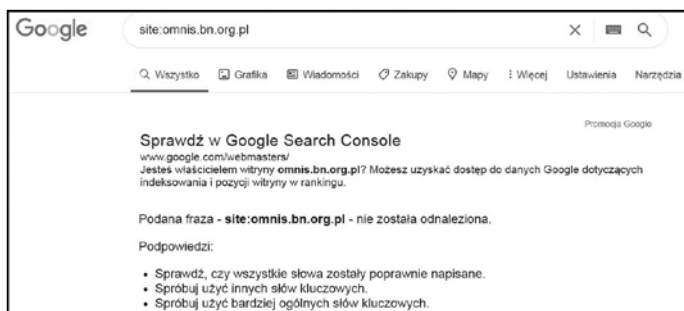 Google
site:omnis.bn.org.pl
Wszystko Grafika Wiadomości Zakupy Mapy Więcej Ustawienia Narzędzia
Promocja Google
Sprawdź w Google Search Console
www.google.com/webmasters/
Jesteś właścicielem witryny omnis.bn.org.pl? Możesz uzyskać dostęp do danych Google dotyczących
indeksowania i pozycji witryny w rankingu.
Podana fraza - site:omnis.bn.org.pl - nie została odnaleziona.
Podpowiedzi:
• Sprawdź, czy wszystkie słowa zostały poprawnie napisane.
• Spróbuj użyć innych słów kluczowych.
• Spróbuj użyć bardziej ogólnych słów kluczowych.